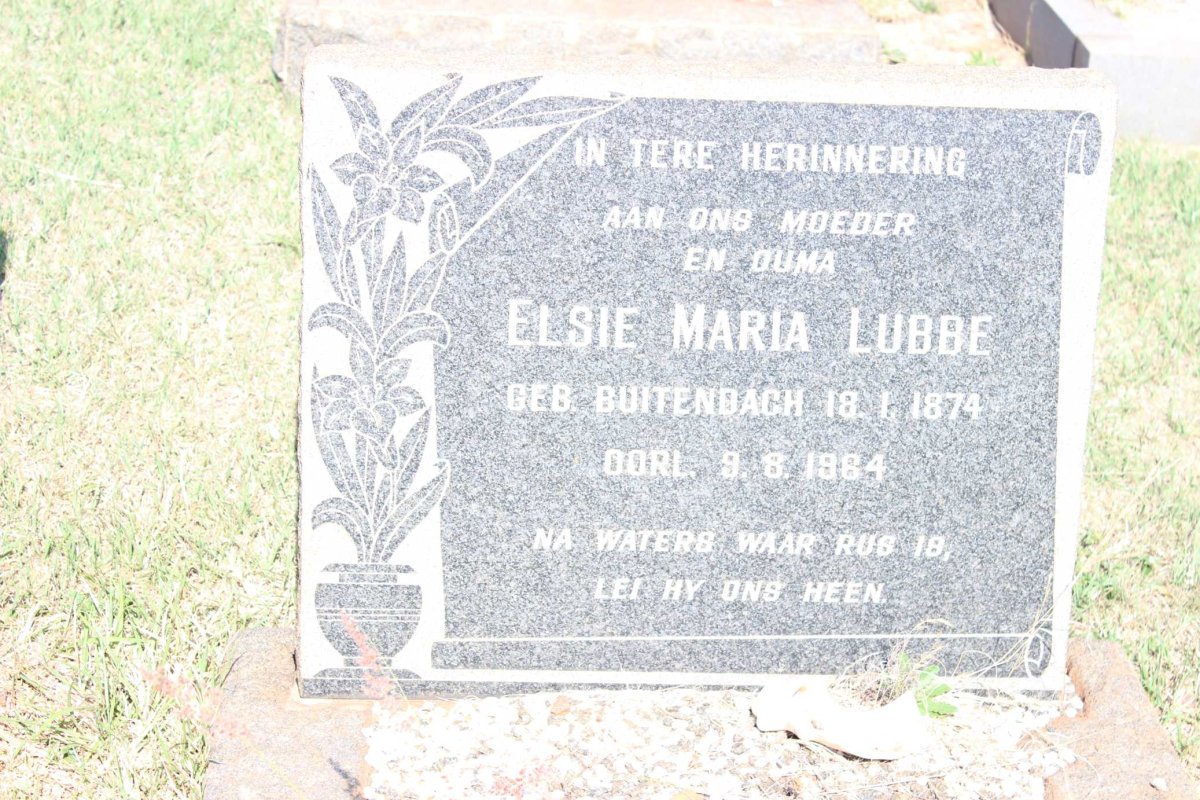 IN TERE HERINNERING
AAN ONS MOEDER
EN OUMA
ELSIE MARIA LUBBE
GEB. BUITENDACH 18. 1. 1874
OORL. 9. 8. 1964
NA WATERS WAAR RUS IS,
LEI HY ONS HEEN.